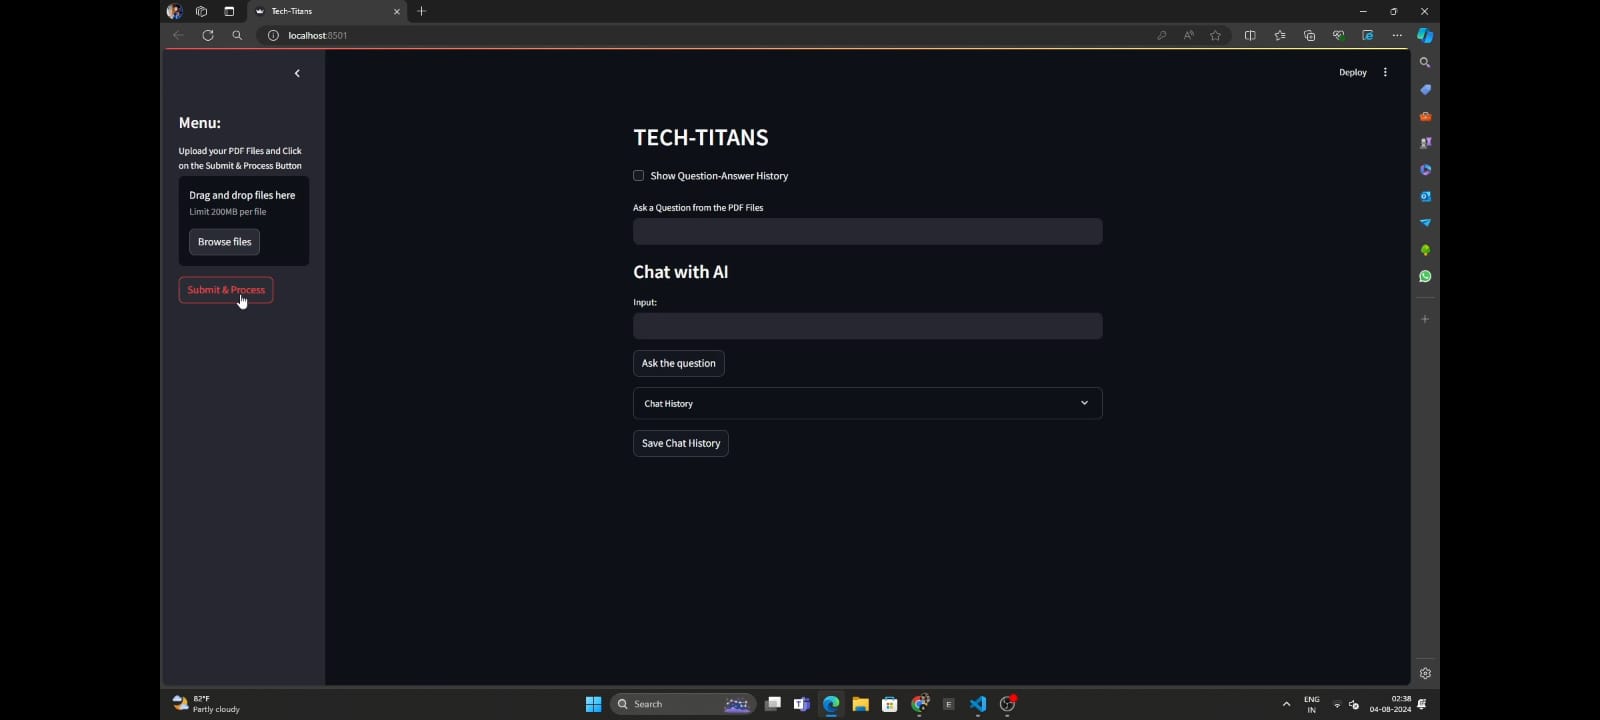 Tech-Titans
localhost:8501
Deploy
Menu:
Upload your PDF Files and Click
on the Submit & Process Button
Drag and drop files here
Limit 200MB per file
Browse files
Submit & Process
TECH-TITANS
Show Question-Answer History
Ask a Question from the PDF Files
Chat with AI
Input:
Ask the question
Chat History
Save Chat History
82°F
Partly cloudy
Search
E
ENG
IN
02:38
04-08-2024